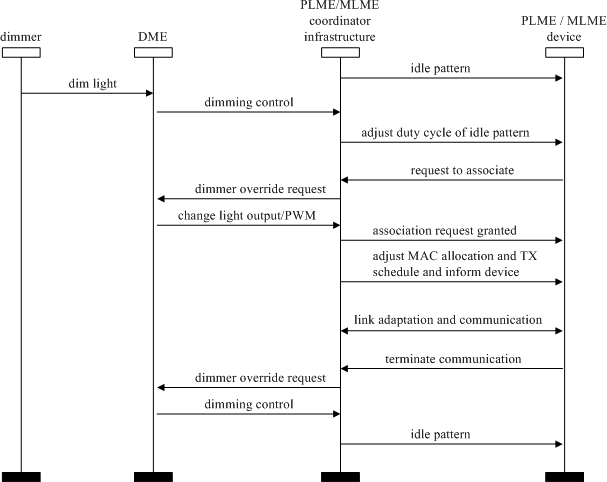 dimmer
DME
PLME/MLME
coordinator
infrastructure
PLME / MLME
device
idle pattern
dim light
dimming control
adjust duty cycle of idle pattern
request to associate
dimmer override request
change light output/PWM
association request granted
adjust MAC allocation and TX
schedule and inform device
link adaptation and communication
terminate communication
dimmer override request
dimming control
idle pattern